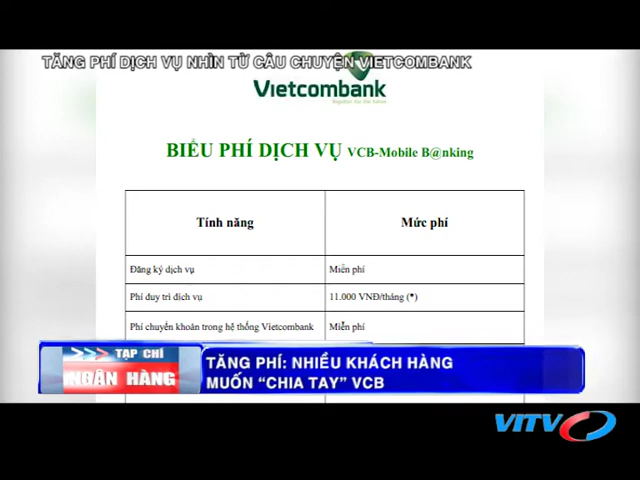 TĂNG PHÍ DỊCH VỤ NHÌN TỪ CÂU CHUYỆN VIETCOMBANK
Vietcombank
Together for the future
BIỂU PHÍ DỊCH VỤ VCB-Mobile B@nking
Tính năng Mức phí
Đăng ký dịch vụ Miễn phí
Phí duy trì dịch vụ 11.000 VNĐ/tháng (*)
Phí chuyển khoản trong hệ thống Vietcombank Miễn phí
TẠP CHÍ
NGÂN HÀNG
TĂNG PHÍ: NHIỀU KHÁCH HÀNG
MUỐN “CHIA TAY” VCB
VITV